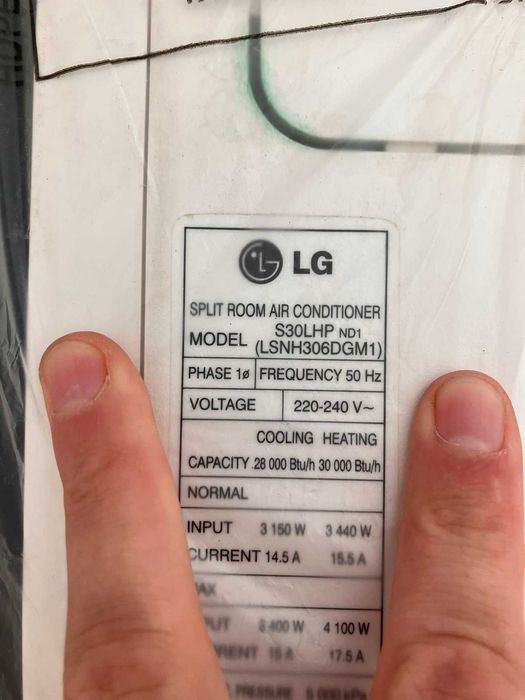 LG
SPLIT ROOM AIR CONDITIONER
MODEL S30LHP ND1
(LSNH306DGM1)
PHASE 1ø FREQUENCY 50 Hz
VOLTAGE 220-240 V~
COOLING HEATING
CAPACITY 28 000 Btu/h 30 000 Btu/h
NORMAL
INPUT 3 150 W 3 440 W
CURRENT 14.5 A 15.5 A
4 100 W
17.5 A
PRESSURE